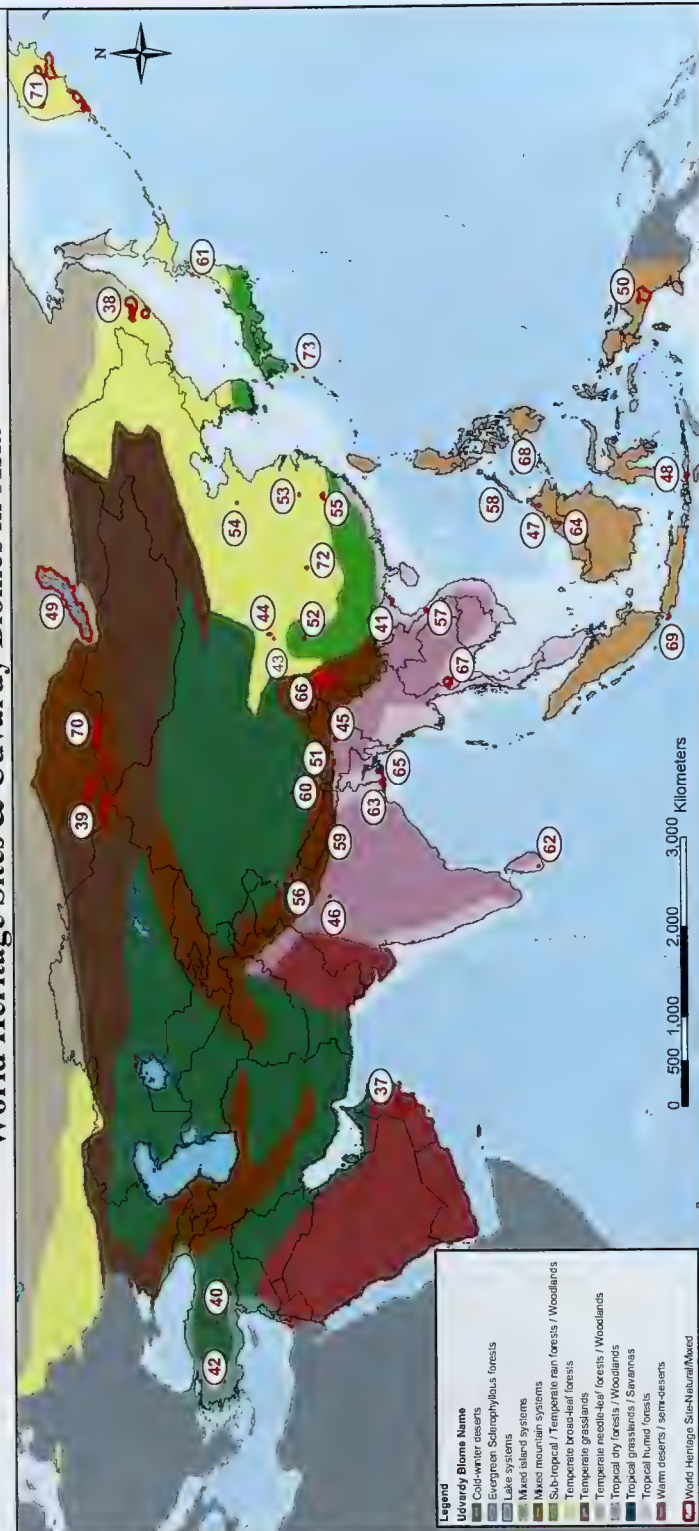 World Heritage Sites & Udvardy Biomes in Asia
71
N
38
61
49
70
39
54
44
43
53
73
42
40
52
72
55
66
51
60
56
45
59
46
41
63
65
57
37
67
50
58
68
47
62
64
69
48
0 500 1,000 2,000 3,000 Kilometers
Legend
Udvardy Biome Name
Cold-winter deserts
Evergreen Sclerophyllous forests
Lake systems
Mixed island systems
Mixed mountain systems
Sub-tropical / Temperate rain forests / Woodlands
Temperate broad-leaf forests
Temperate grasslands
Temperate needle-leaf forests / Woodlands
Tropical dry forests / Woodlands
Tropical grasslands / Savannas
Tropical humid forests
Warm deserts / semi-deserts
World Heritage Site-Natural/Mixed